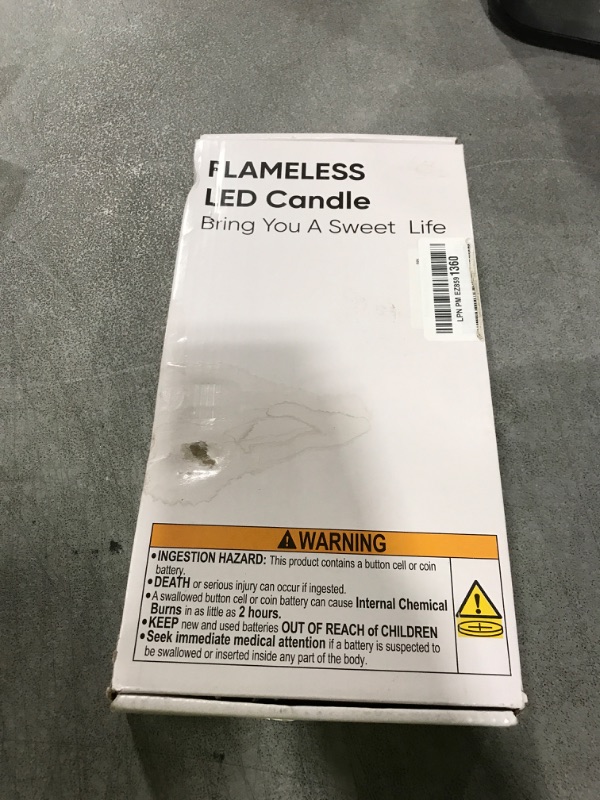 FLAMELESS
LED Candle
Bring You A Sweet Life
LPN PM EZ859 1360
WARNING
•INGESTION HAZARD: This product contains a button cell or coin
battery.
•DEATH or serious injury can occur if ingested.
•A swallowed button cell or coin battery can cause Internal Chemical
Burns in as little as 2 hours.
•KEEP new and used batteries OUT OF REACH of CHILDREN
•Seek immediate medical attention if a battery is suspected to
be swallowed or inserted inside any part of the body.